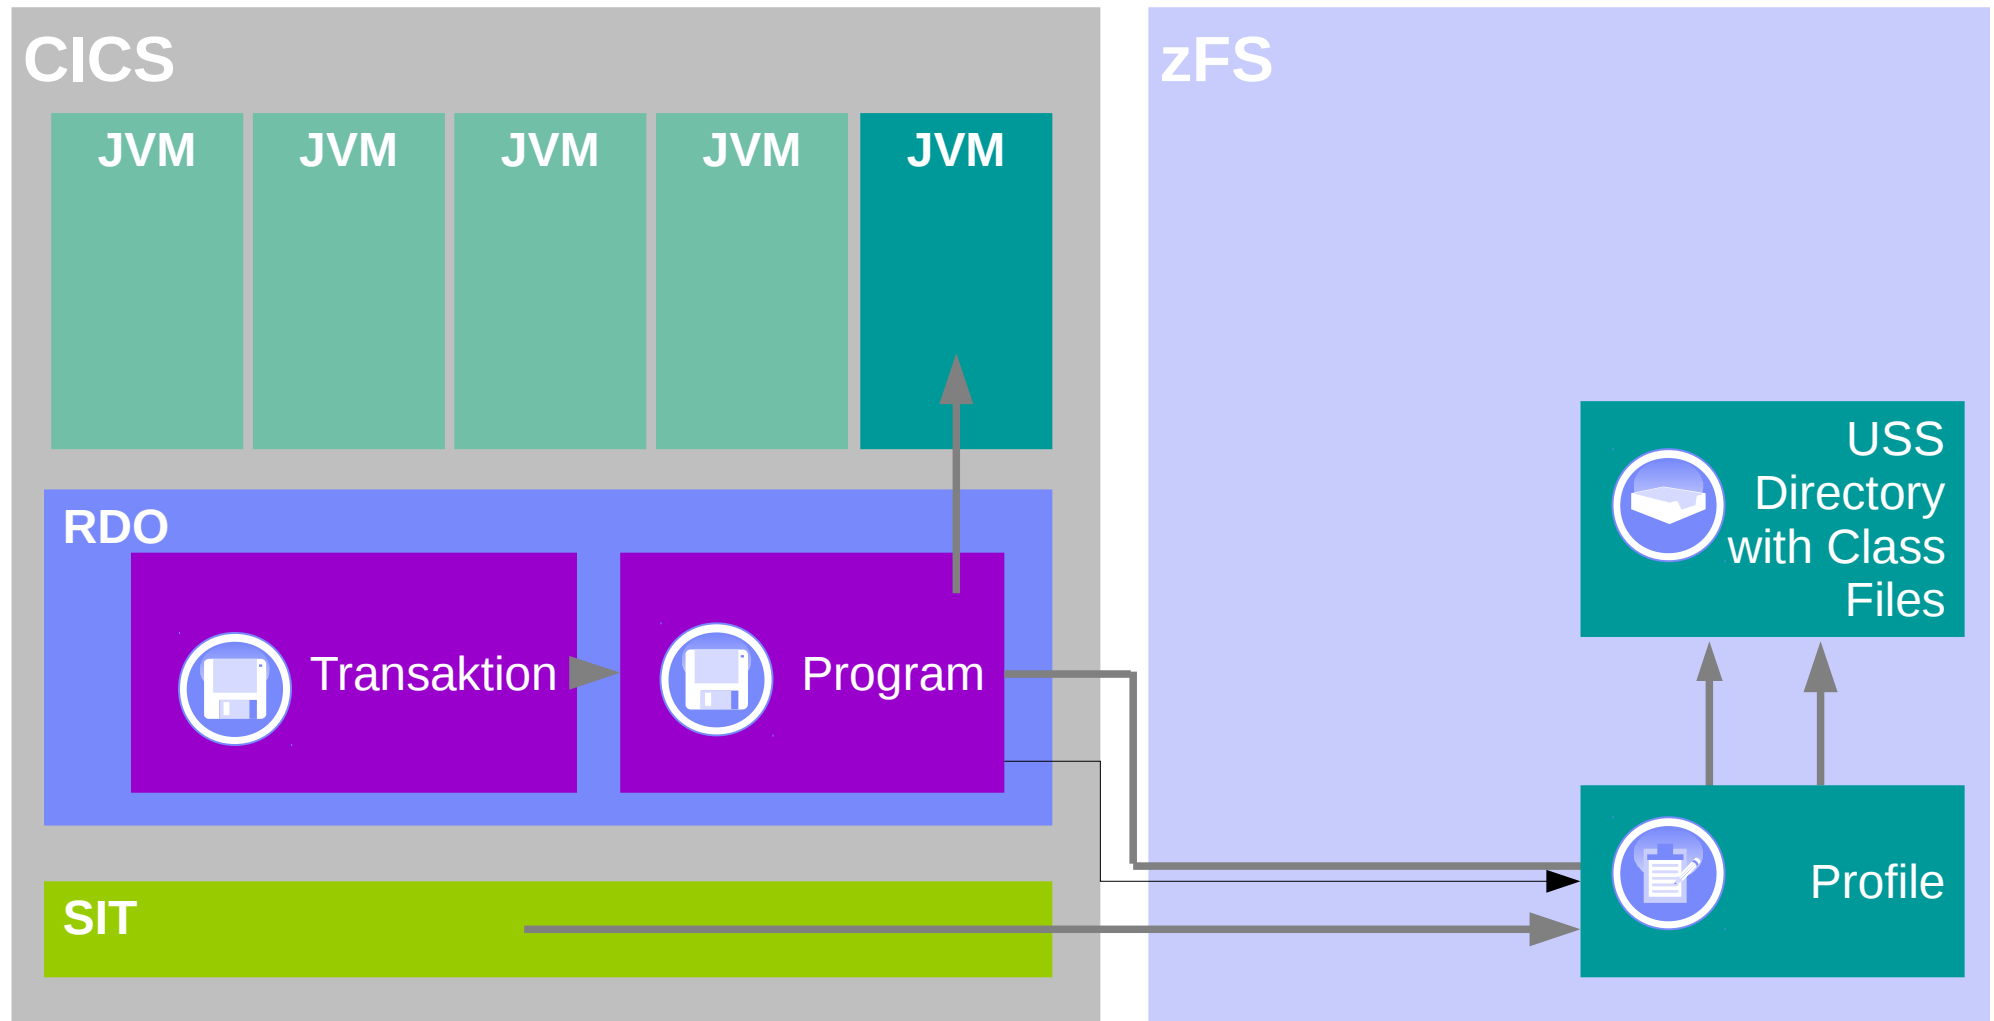 CICS
zFS
JVM
JVM
JVM
JVM
JVM
RDO
Transaktion
Program
USS
Directory
with Class
Files
SIT
Profile